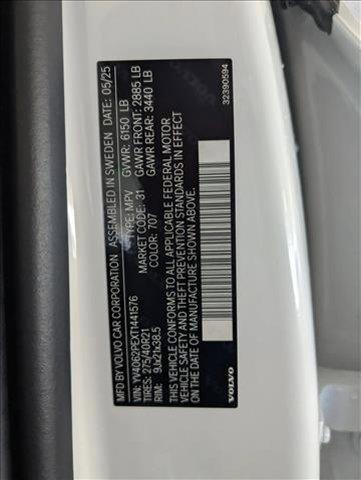 MFD BY VOLVO CAR CORPORATION ASSEMBLED IN SWEDEN DATE: 05/25
GVWR: 6150 LB
VIN: YV4062PEXT1441576 TYPE: MPV GAWR FRONT: 2885 LB
TIRES: 275/40R21 MARKET CODE: 31 GAWR REAR: 3440 LB
RIM: 9Jx21x38.5 COLOR: 707
THIS VEHICLE CONFORMS TO ALL APPLICABLE FEDERAL MOTOR
VEHICLE SAFETY AND THEFT PREVENTION STANDARDS IN EFFECT
ON THE DATE OF MANUFACTURE SHOWN ABOVE.
VOLVO
32390594